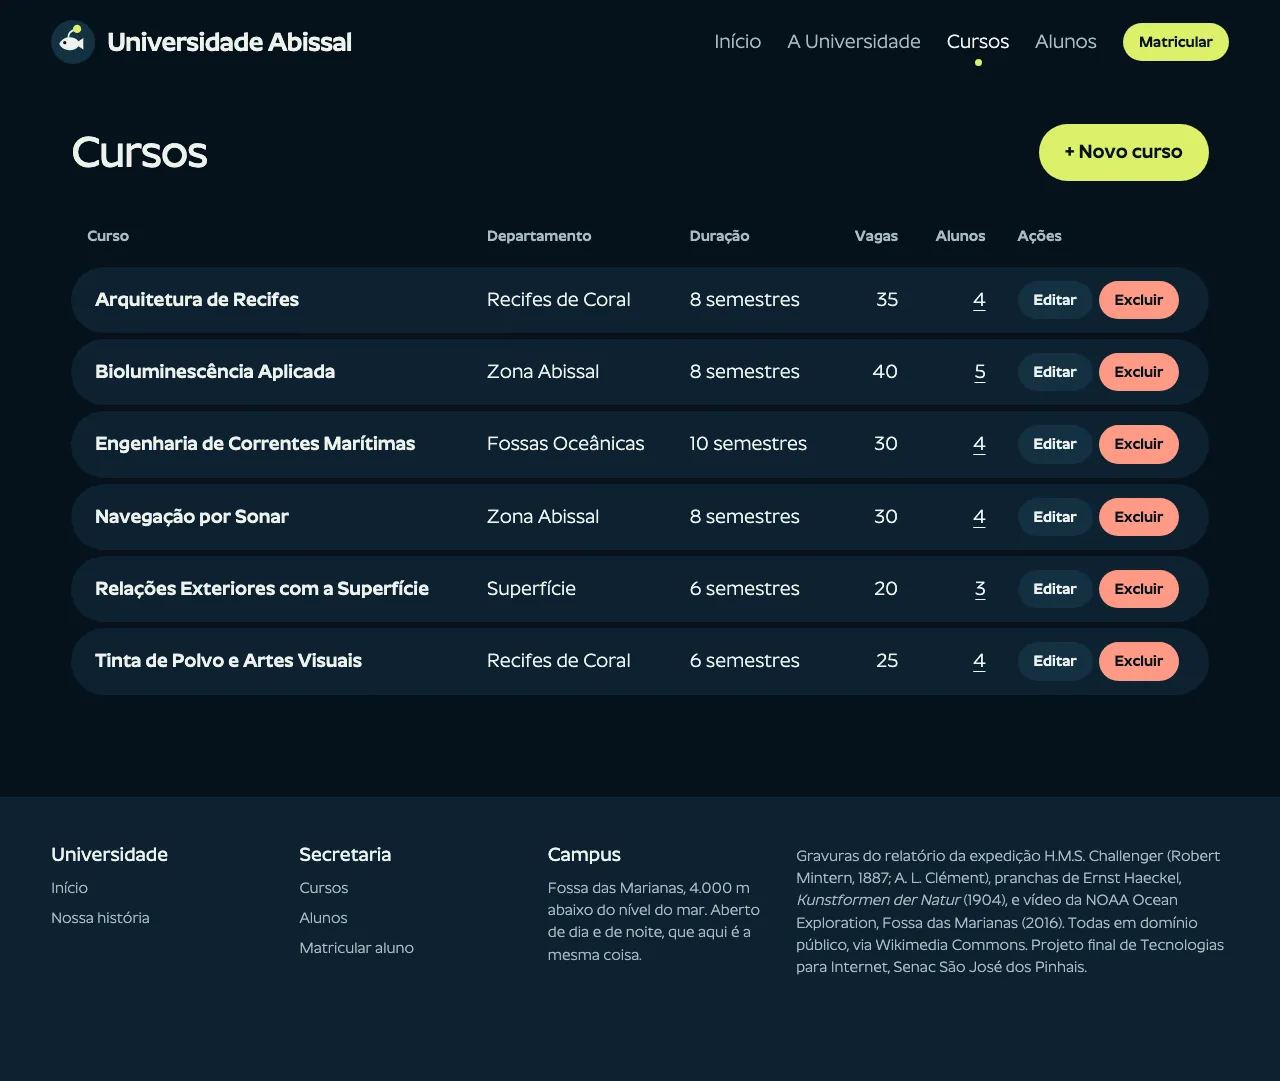 Universidade Abissal
Início A Universidade Cursos Alunos Matricular
Cursos
+ Novo curso
Curso Departamento Duração Vagas Alunos Ações
Arquitetura de Recifes Recifes de Coral 8 semestres 35 4 Editar Excluir
Bioluminescência Aplicada Zona Abissal 8 semestres 40 5 Editar Excluir
Engenharia de Correntes Marítimas Fossas Oceânicas 10 semestres 30 4 Editar Excluir
Navegação por Sonar Zona Abissal 8 semestres 30 4 Editar Excluir
Relações Exteriores com a Superfície Superfície 6 semestres 20 3 Editar Excluir
Tinta de Polvo e Artes Visuais Recifes de Coral 6 semestres 25 4 Editar Excluir
Universidade
Início
Nossa história
Secretaria
Cursos
Alunos
Matricular aluno
Campus
Fossa das Marianas, 4.000 m
abaixo do nível do mar. Aberto
de dia e de noite, que aqui é a
mesma coisa.
Gravuras do relatório da expedição H.M.S. Challenger (Robert
Mintern, 1887; A. L. Clément), pranchas de Ernst Haeckel,
Kunstformen der Natur (1904), e vídeo da NOAA Ocean
Exploration, Fossa das Marianas (2016). Todas em domínio
público, via Wikimedia Commons. Projeto final de Tecnologias
para Internet, Senac São José dos Pinhais.